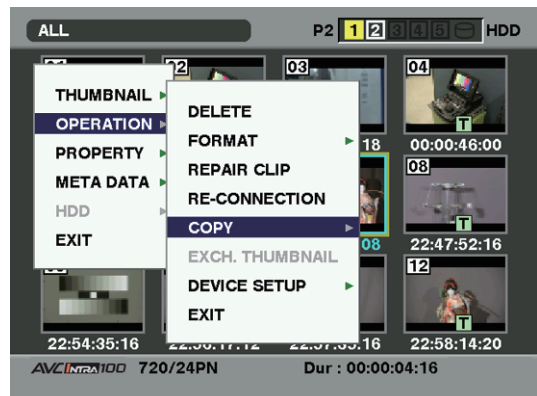 ALL P2 1 2 3 4 5 HDD
02 03 04
THUMBNAIL
OPERATION
PROPERTY
META DATA
HDD
EXIT
DELETE
FORMAT
REPAIR CLIP
RE-CONNECTION
COPY
EXCH. THUMBNAIL
DEVICE SETUP
EXIT
18 T 00:00:46:00
08
08 T 22:47:52:16
12
T
22:54:35:16 22:58:14:20
AVC INTRA 100 720/24PN Dur : 00:00:04:16